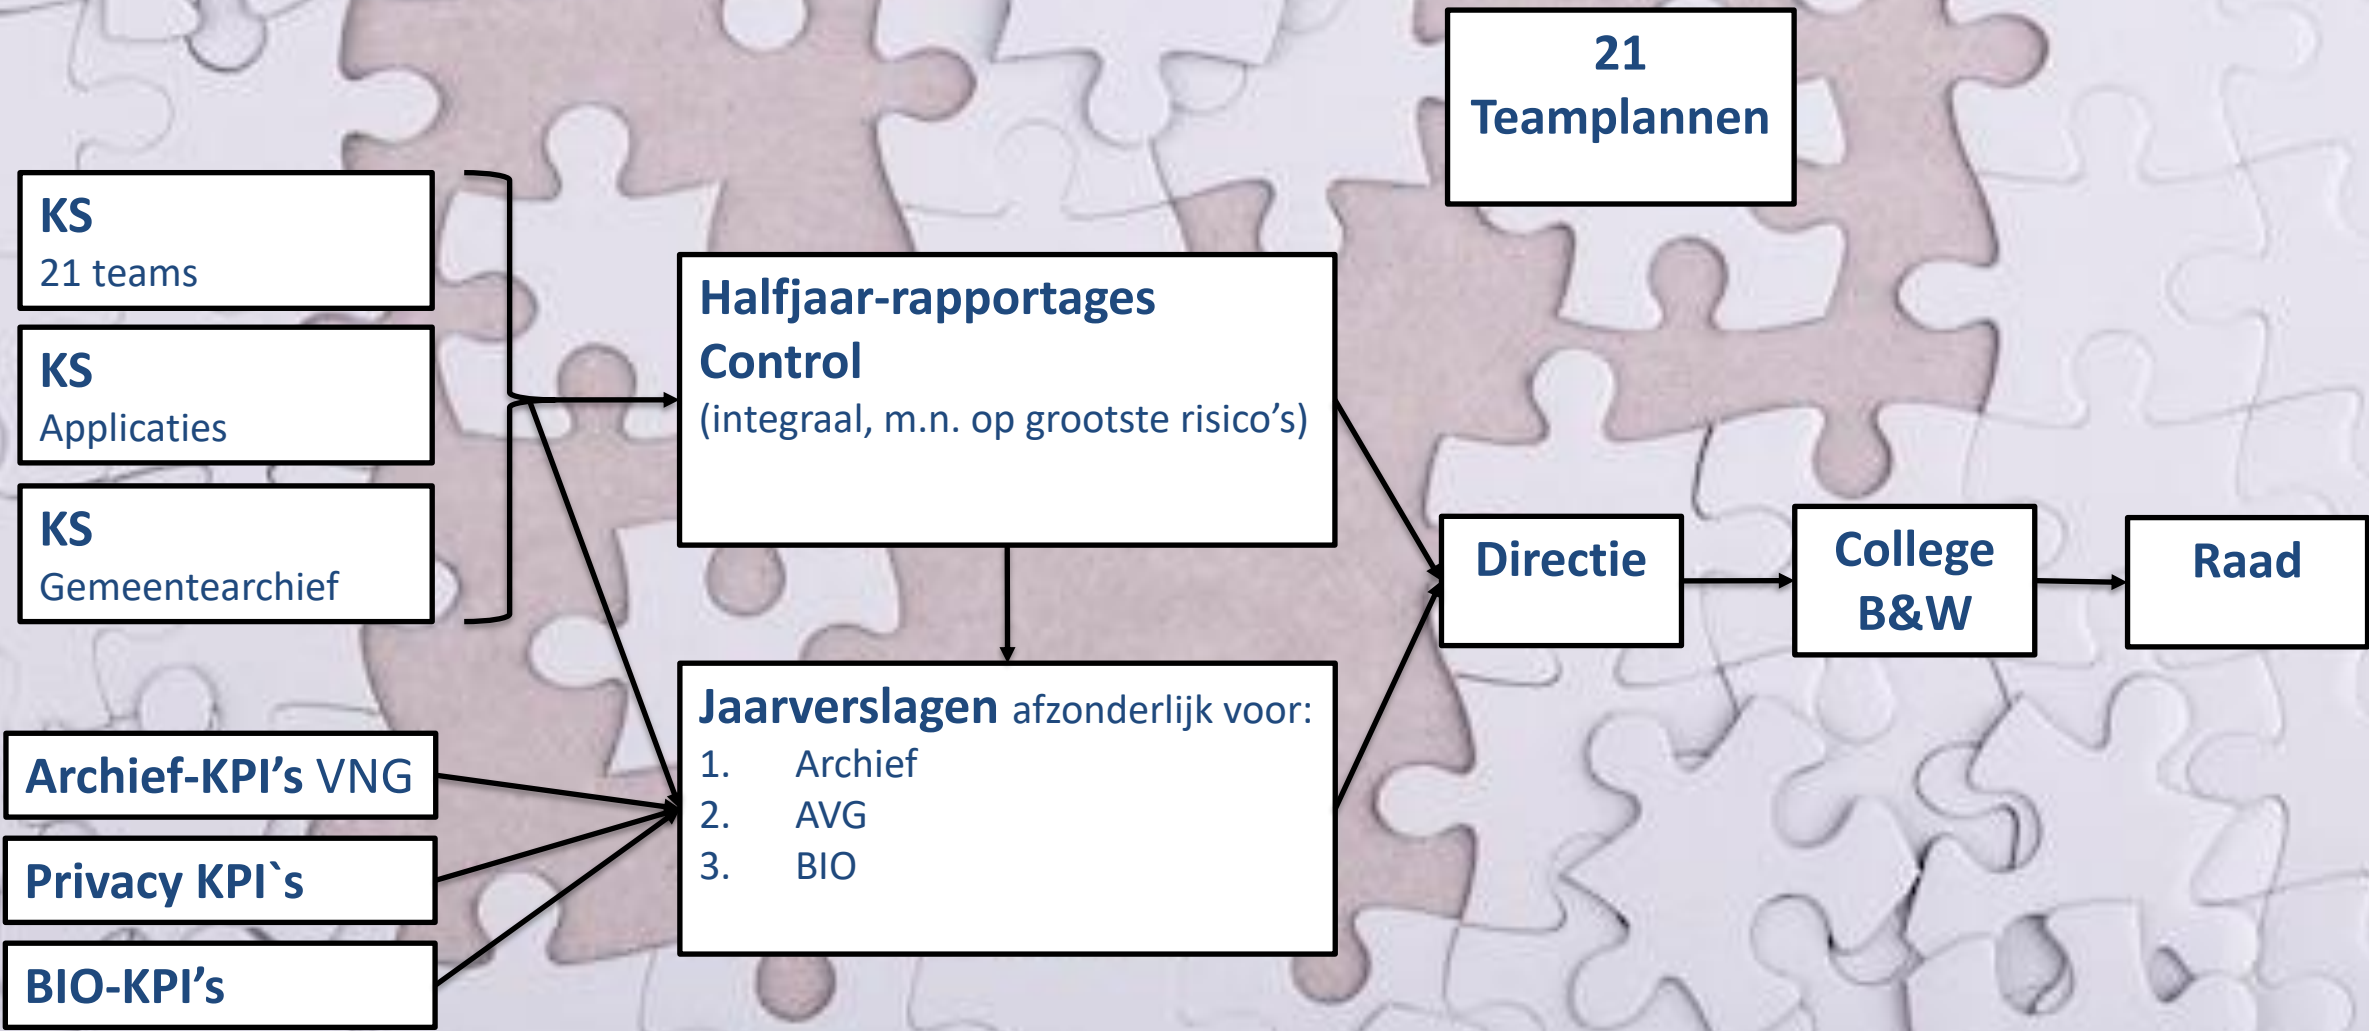 21
Teamplannen
KS
21 teams
KS
Applicaties
KS
Gemeentearchief
Halfjaar-rapportages
Control
(integraal, m.n. op grootste risico’s)
Archief-KPI’s VNG
Privacy KPI`s
BIO-KPI’s
Jaarverslagen afzonderlijk voor:
1. Archief
2. AVG
3. BIO
Directie
College
B&W
Raad